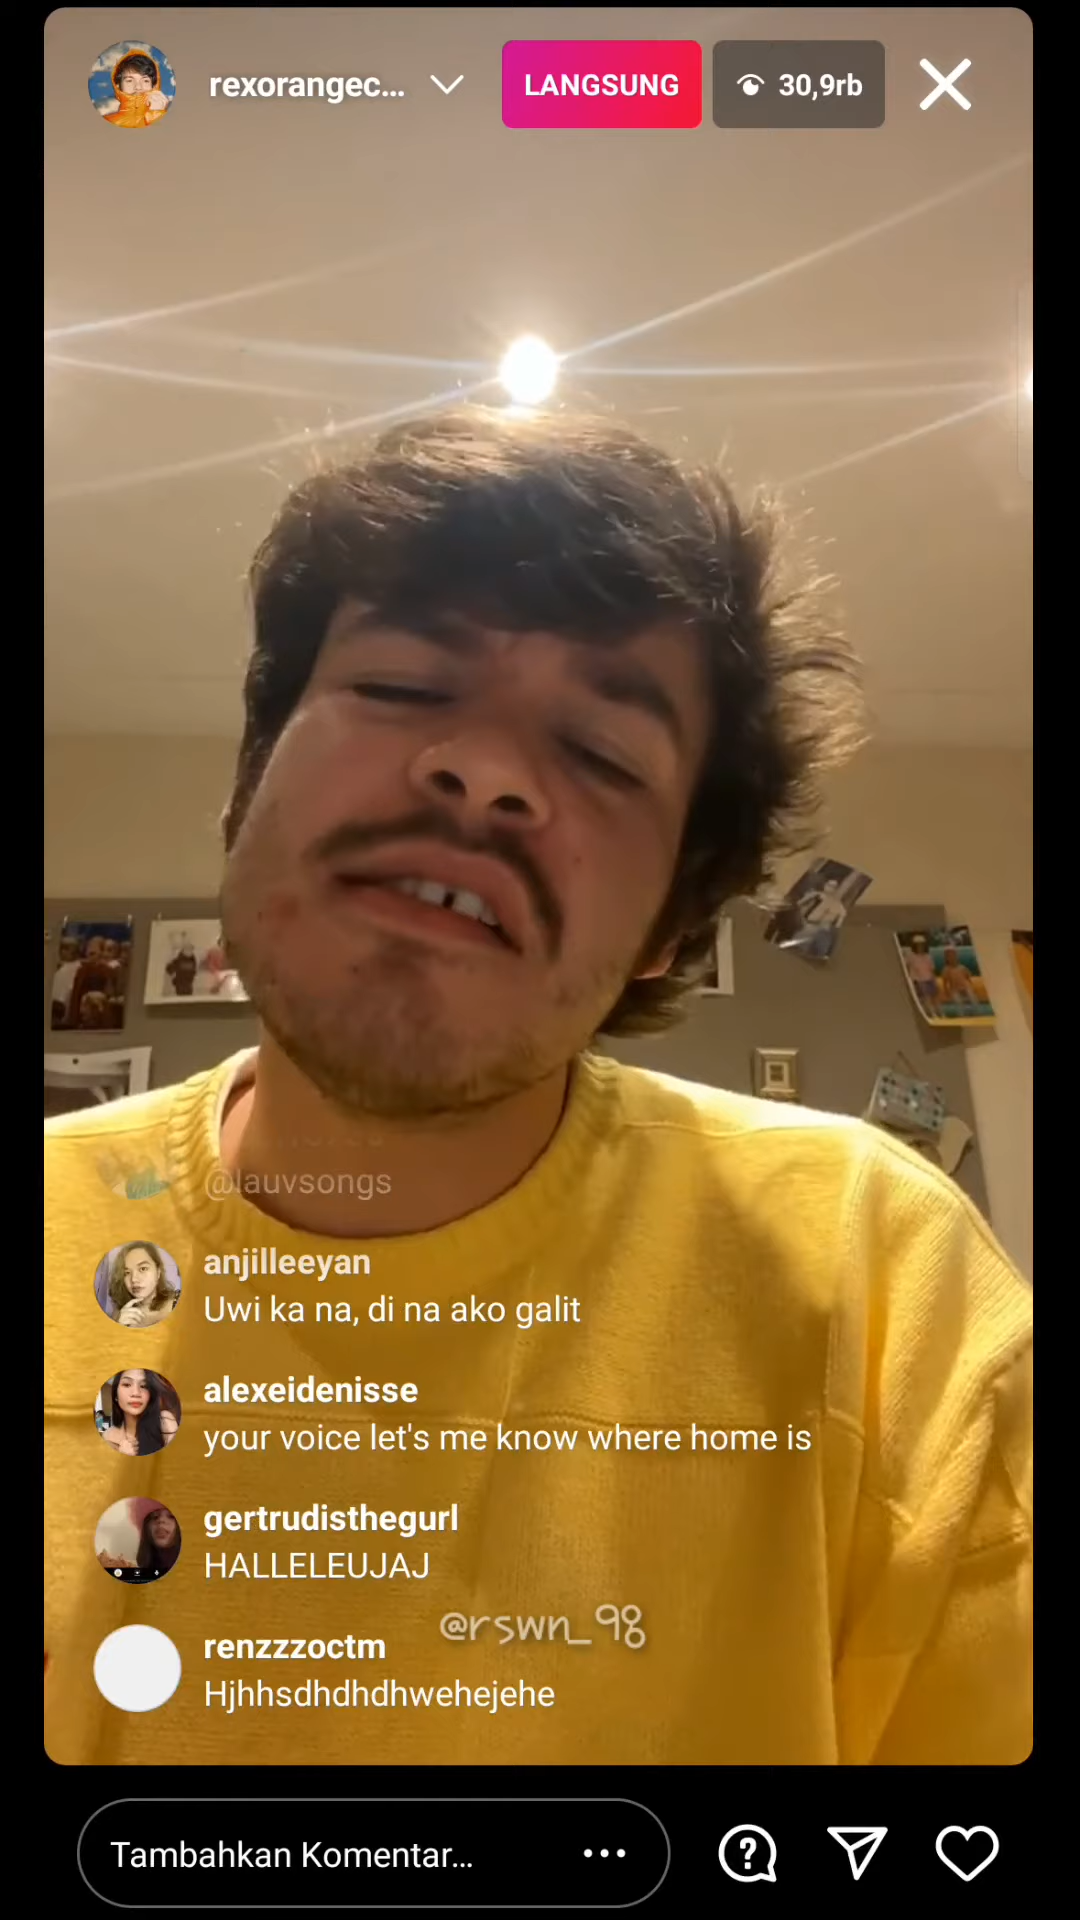 rexorangec...
LANGSUNG
30,9rb
@lauvsongs
anjilleeyan
Uwi ka na, di na ako galit
alexeidenisse
your voice let's me know where home is
gertrudisthegurl
HALLELEUJAJ
@rswn_98
renzzzoctm
Hjhhsdhdhdhwehejehe
Tambahkan Komentar...